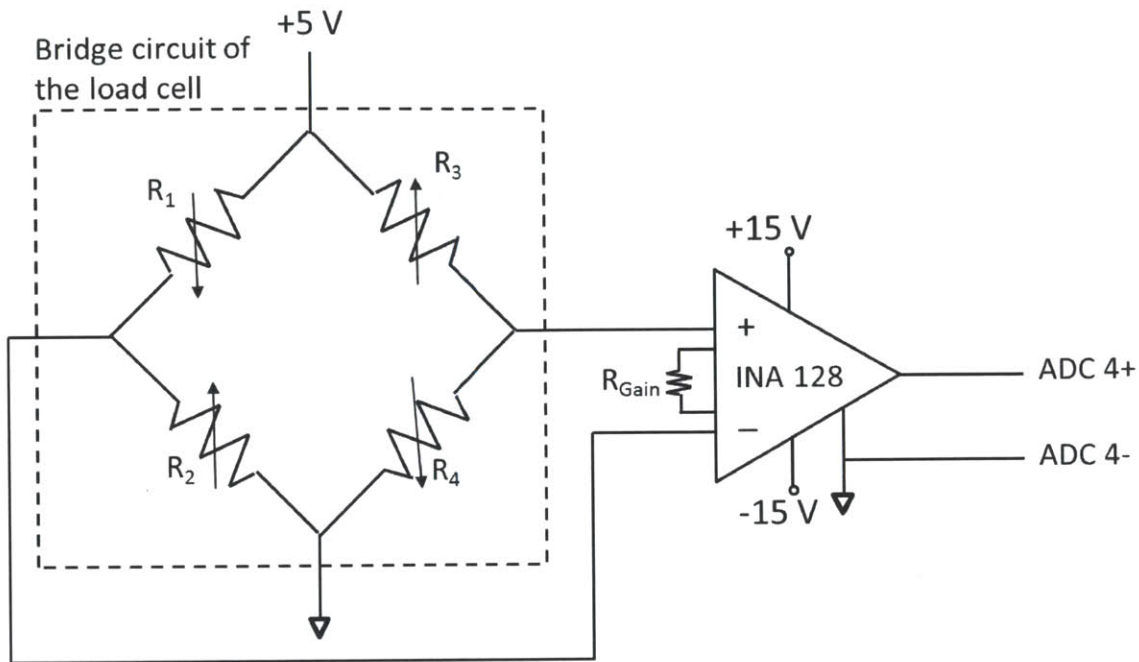 +5 V
Bridge circuit of
the load cell
R1
R3
R2
R4
+15 V
+
RGain
INA 128
−
-15 V
ADC 4+
ADC 4-